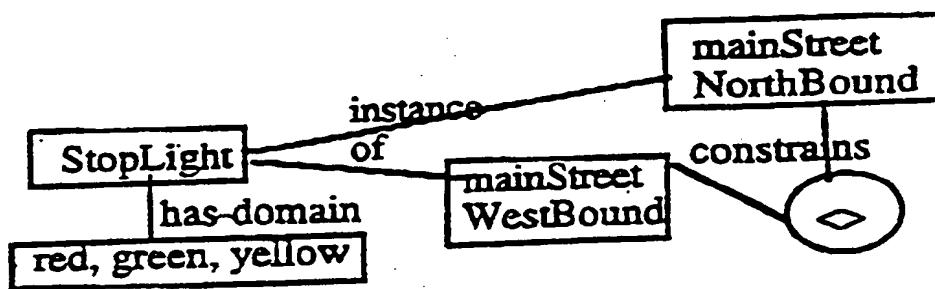 mainStreet
NorthBound
instance
of
StopLight
constrains
mainStreet
WestBound
has-domain
red, green, yellow
<>